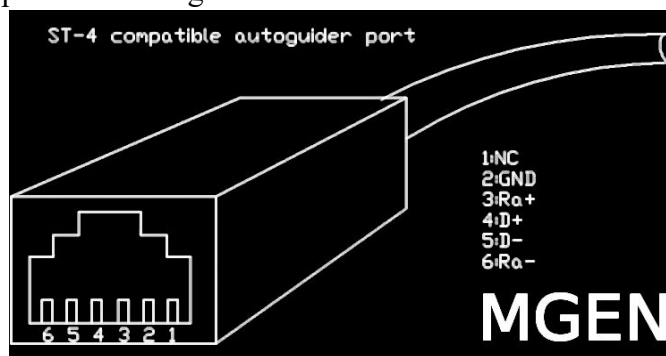 ST-4 compatible autoguider port
1:NC
2:GND
3:Ra+
4:D+
5:D-
6:Ra-
6 5 4 3 2 1
MGEN